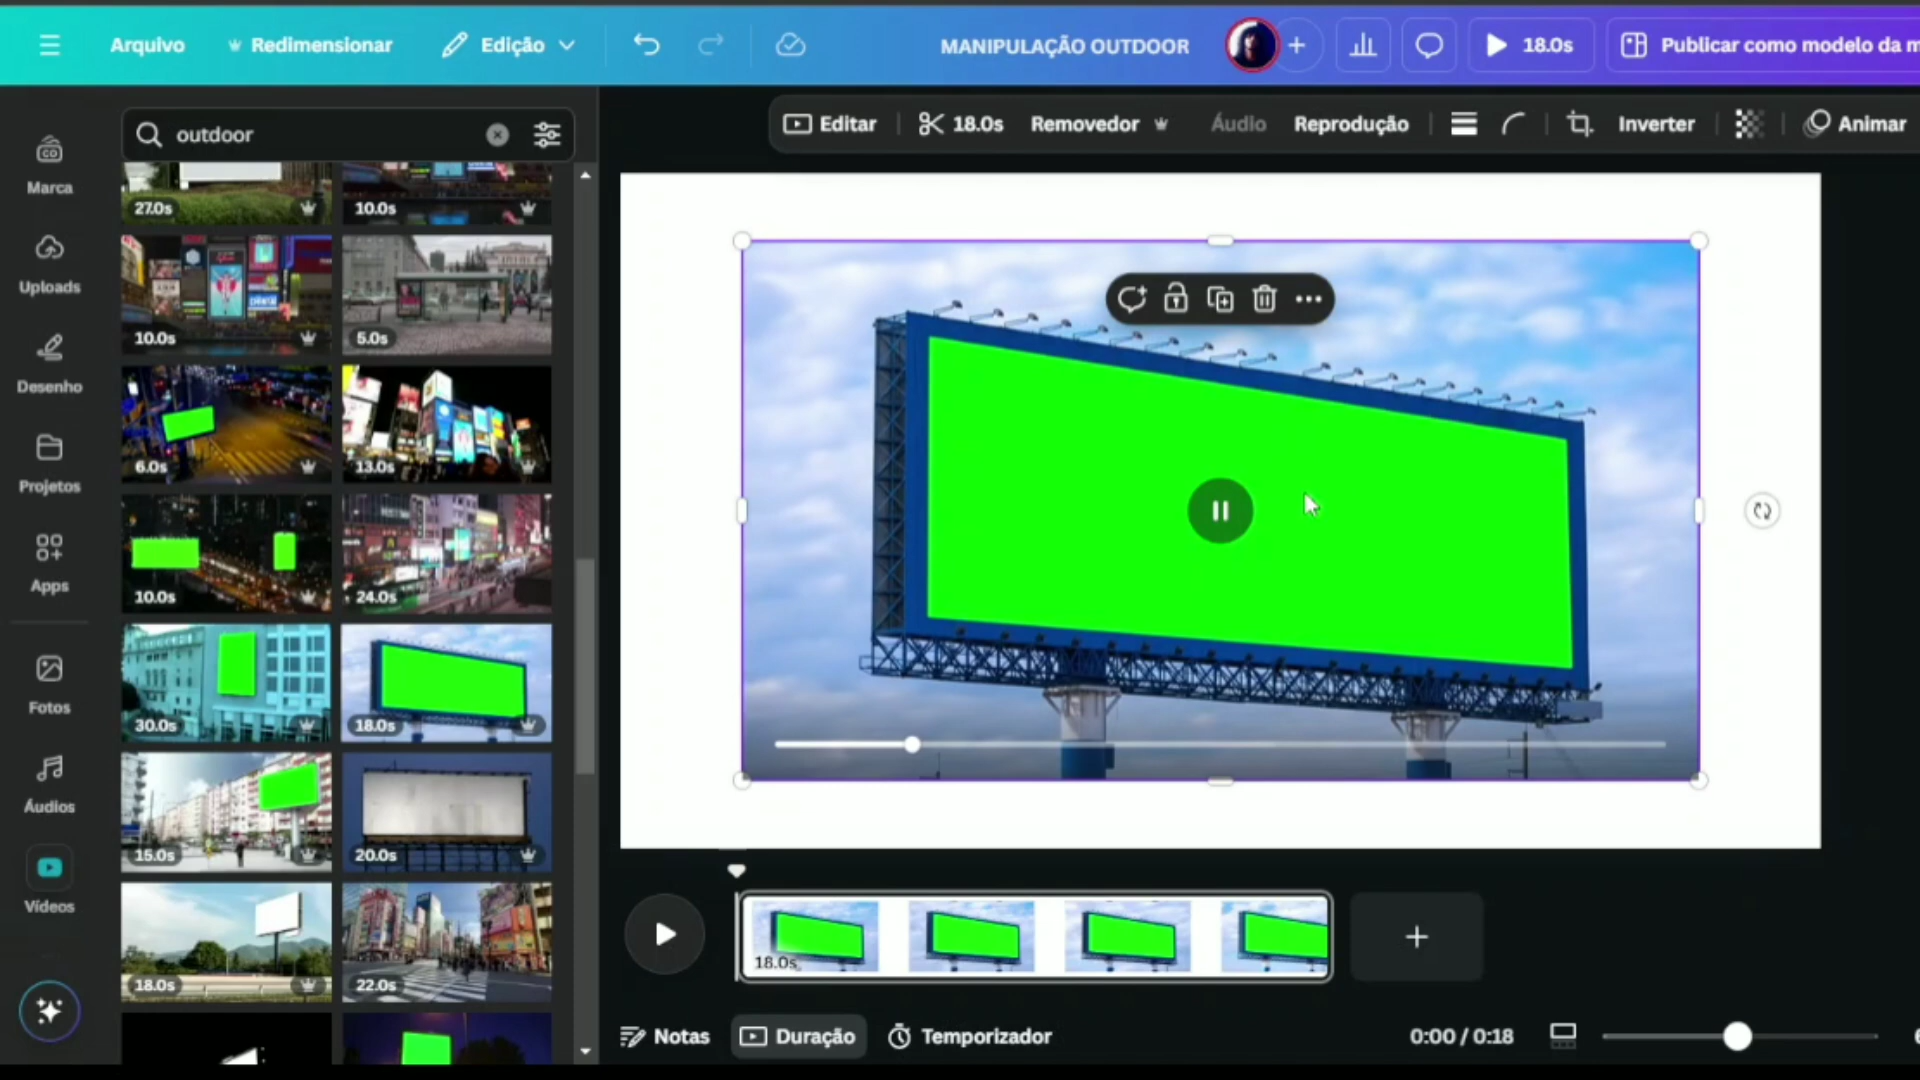 Arquivo
Redimensionar
Edição
MANIPULAÇÃO OUTDOOR
18.0s
Publicar como modelo da m
outdoor
Editar
18.0s
Removedor
Áudio
Reprodução
Inverter
Animar
Marca
Uploads
Desenho
Projetos
Apps
Fotos
Áudios
Vídeos
27.0s
10.0s
10.0s
5.0s
6.0s
13.0s
10.0s
24.0s
30.0s
18.0s
15.0s
20.0s
18.0s
22.0s
18.0s
Notas
Duração
Temporizador
0:00 / 0:18